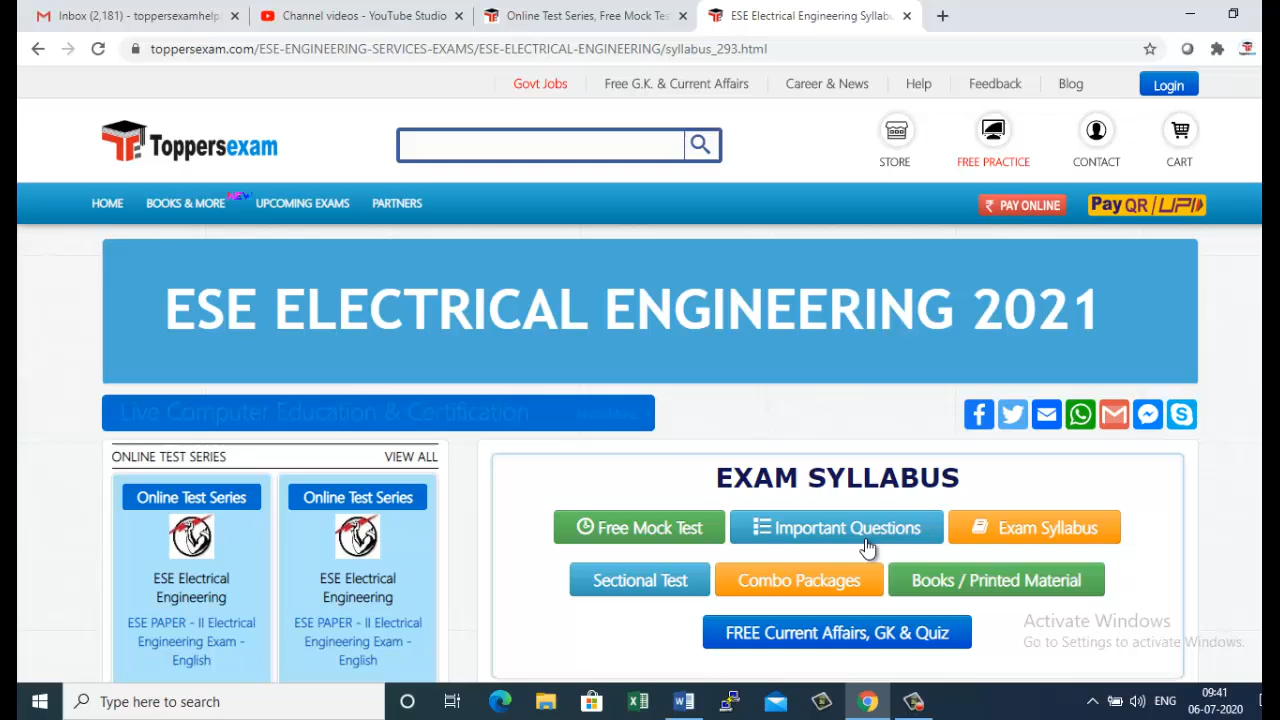 Inbox (2,181) - toppersexamhelp
Channel videos - YouTube Studio
Online Test Series, Free Mock Tes
ESE Electrical Engineering Syllab
toppersexam.com/ESE-ENGINEERING-SERVICES-EXAMS/ESE-ELECTRICAL-ENGINEERING/syllabus_293.html
Govt Jobs
Free G.K. & Current Affairs
Career & News
Help
Feedback
Blog
Login
Toppersexam
STORE
FREE PRACTICE
CONTACT
CART
HOME
BOOKS & MORE
NEW
UPCOMING EXAMS
PARTNERS
₹ PAY ONLINE
Pay QR / UPI
ESE ELECTRICAL ENGINEERING 2021
Live Computer Education & Certification
ONLINE TEST SERIES
VIEW ALL
Online Test Series
ESE Electrical
Engineering
ESE PAPER - II Electrical
Engineering Exam -
English
Online Test Series
ESE Electrical
Engineering
ESE PAPER - II Electrical
Engineering Exam -
English
EXAM SYLLABUS
Free Mock Test
Important Questions
Exam Syllabus
Sectional Test
Combo Packages
Books / Printed Material
FREE Current Affairs, GK & Quiz
Activate Windows
Go to Settings to activate Windows.
Type here to search
ENG
09:41
06-07-2020